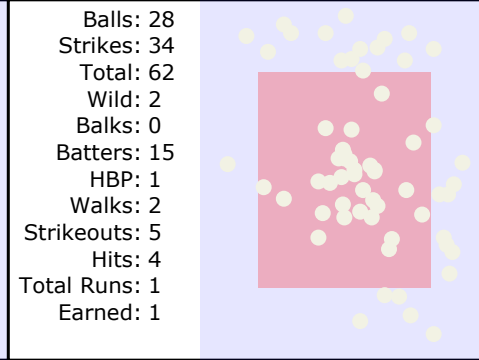 Balls: 28
Strikes: 34
Total: 62
Wild: 2
Balks: 0
Batters: 15
HBP: 1
Walks: 2
Strikeouts: 5
Hits: 4
Total Runs: 1
Earned: 1